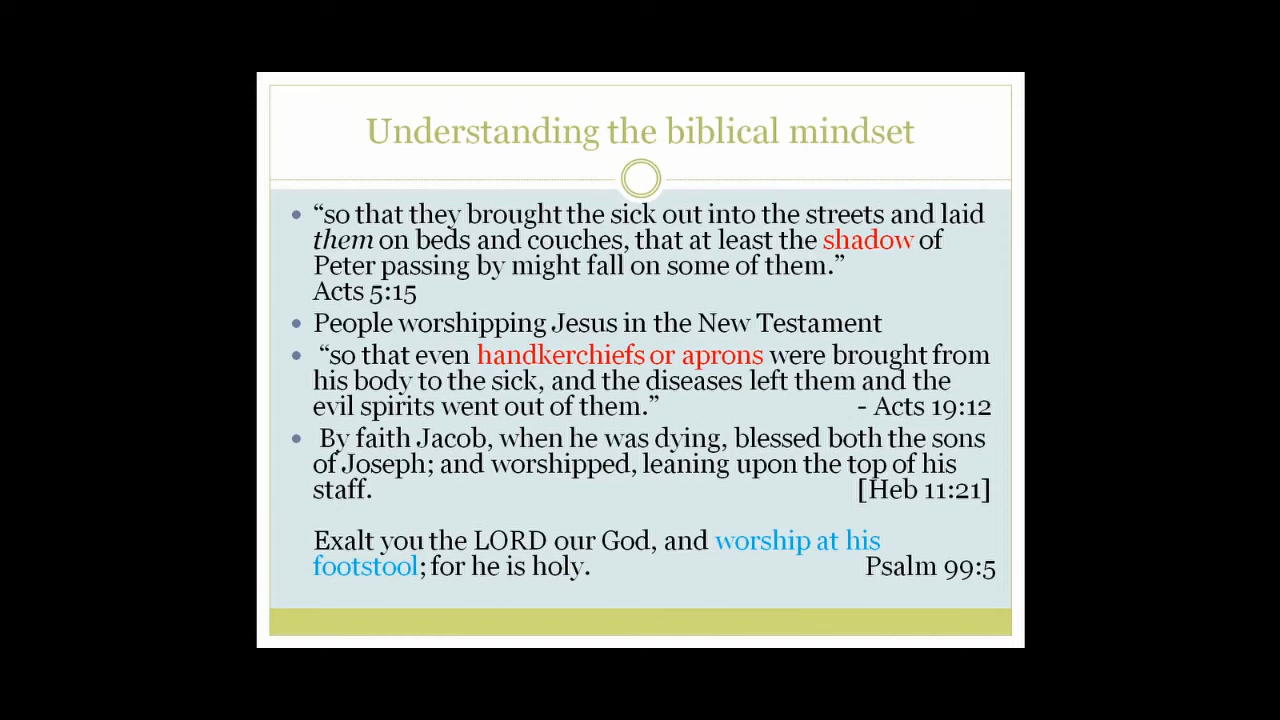 Understanding the biblical mindset
• “so that they brought the sick out into the streets and laid
them on beds and couches, that at least the shadow of
Peter passing by might fall on some of them.”
Acts 5:15
• People worshipping Jesus in the New Testament
• “so that even handkerchiefs or aprons were brought from
his body to the sick, and the diseases left them and the
evil spirits went out of them.” - Acts 19:12
• By faith Jacob, when he was dying, blessed both the sons
of Joseph; and worshipped, leaning upon the top of his
staff. [Heb 11:21]
Exalt you the LORD our God, and worship at his
footstool; for he is holy. Psalm 99:5